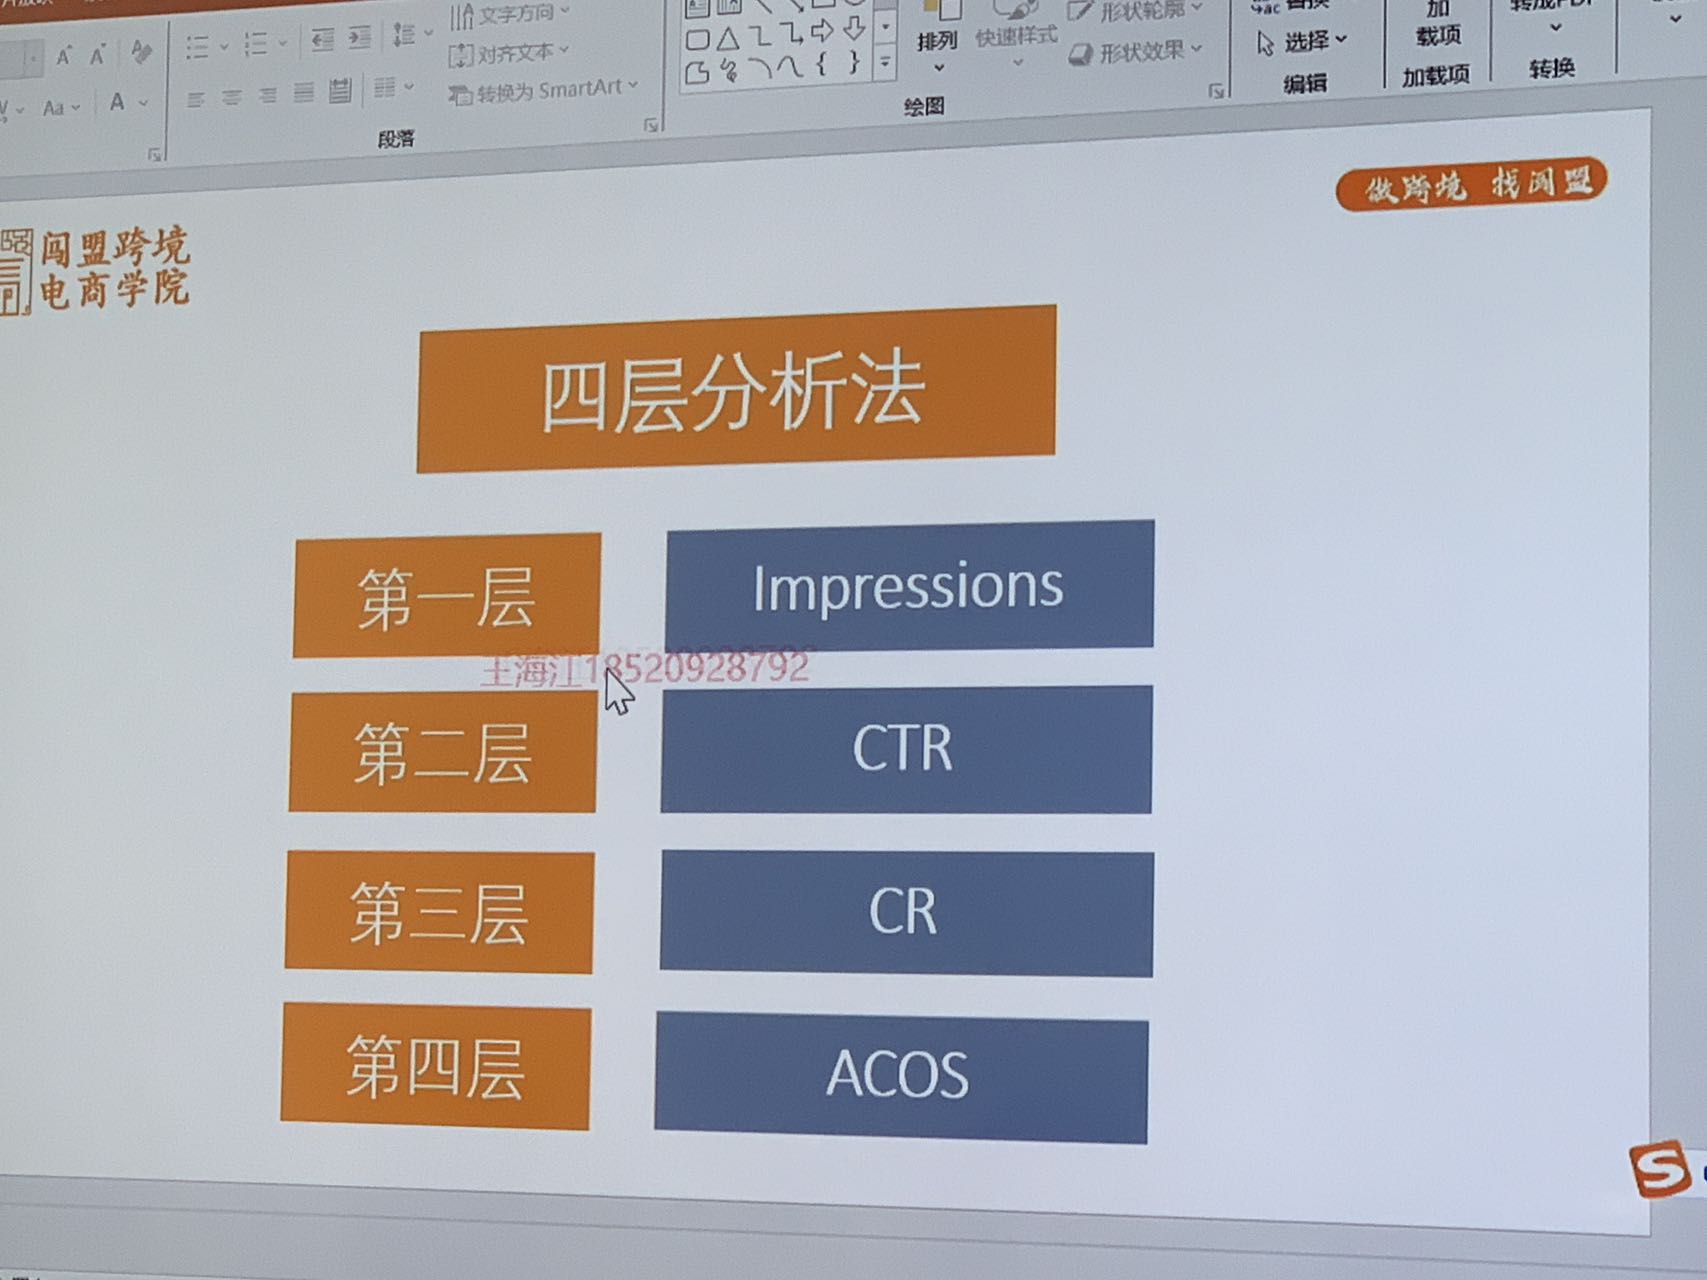 文字方向
对齐文本
转换为 SmartArt
段落
排列
快速样式
形状轮廓
形状效果
绘图
替换
选择
编辑
加
载项
加载项
转换
做跨境 找闯盟
闯盟跨境
电商学院
四层分析法
第一层
Impressions
王海江18520928792
第二层
CTR
第三层
CR
第四层
ACOS